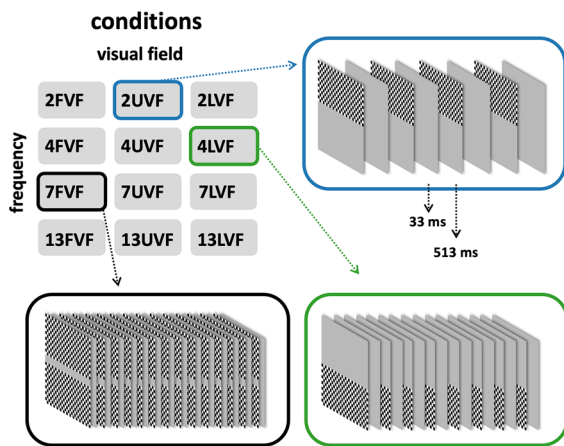 conditions
visual field
frequency
2FVF 2UVF 2LVF
4FVF 4UVF 4LVF
7FVF 7UVF 7LVF
13FVF 13UVF 13LVF
33 ms
513 ms